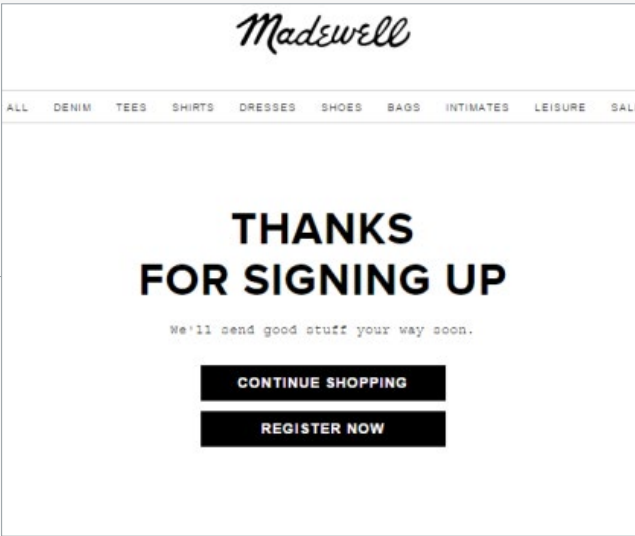 Madewell
ALL DENIM TEES SHIRTS DRESSES SHOES BAGS INTIMATES LEISURE SAL
THANKS
FOR SIGNING UP
We'll send good stuff your way soon.
CONTINUE SHOPPING
REGISTER NOW